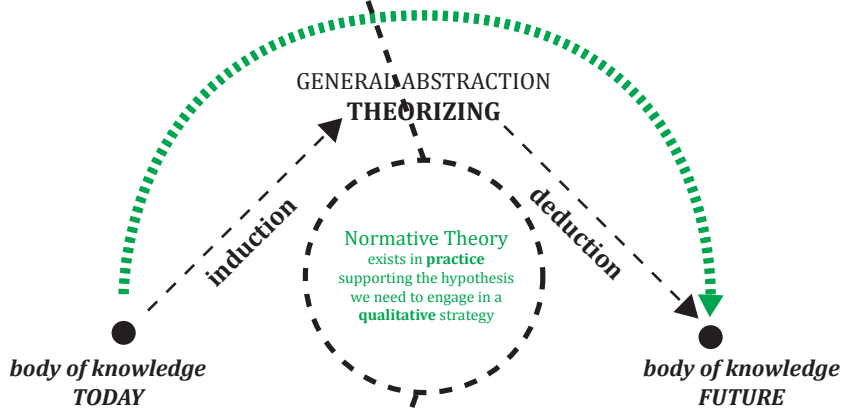 GENERAL ABSTRACTION
THEORIZING
induction
deduction
Normative Theory
exists in practice
supporting the hypothesis
we need to engage in a
qualitative strategy
body of knowledge
TODAY
body of knowledge
FUTURE